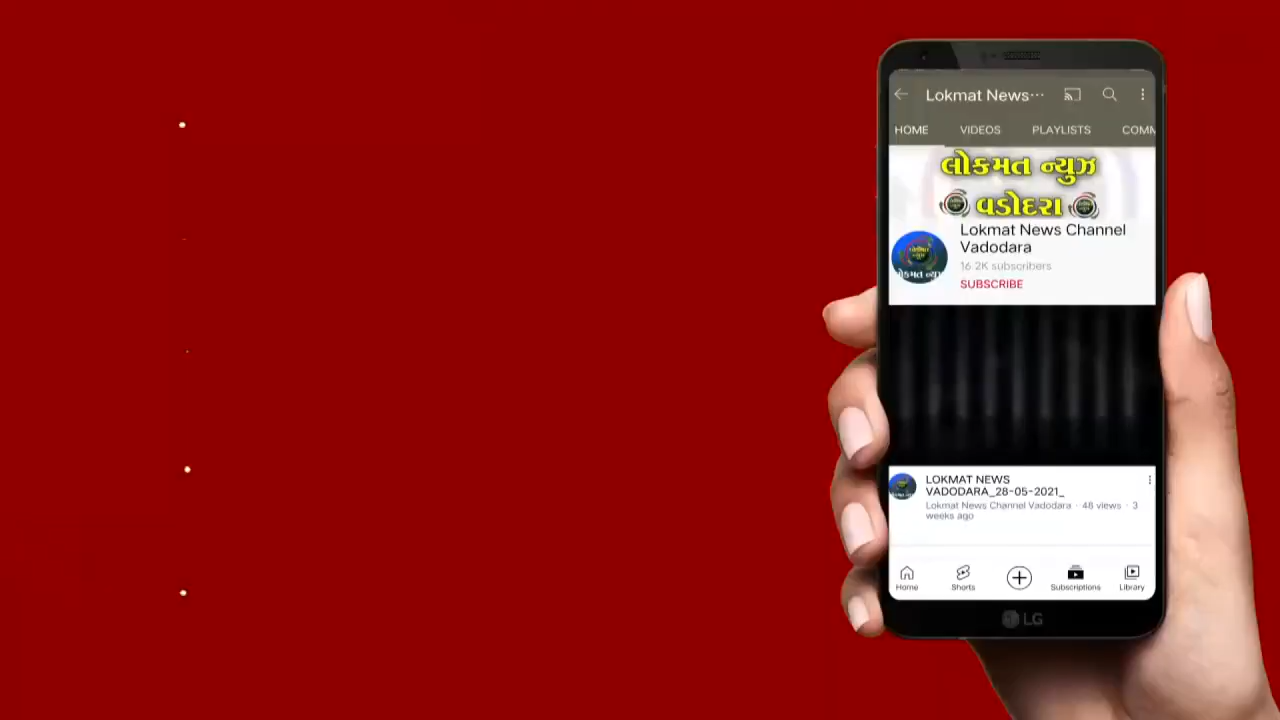 Lokmat News...
HOME VIDEOS PLAYLISTS COMM
લોકમત ન્યુઝ
વડોદરા
Lokmat News Channel
Vadodara
16.2K subscribers
SUBSCRIBE
LOKMAT NEWS
VADODARA_28-05-2021_
Lokmat News Channel Vadodara · 48 views · 3
weeks ago
Home Shorts Subscriptions Library
LG